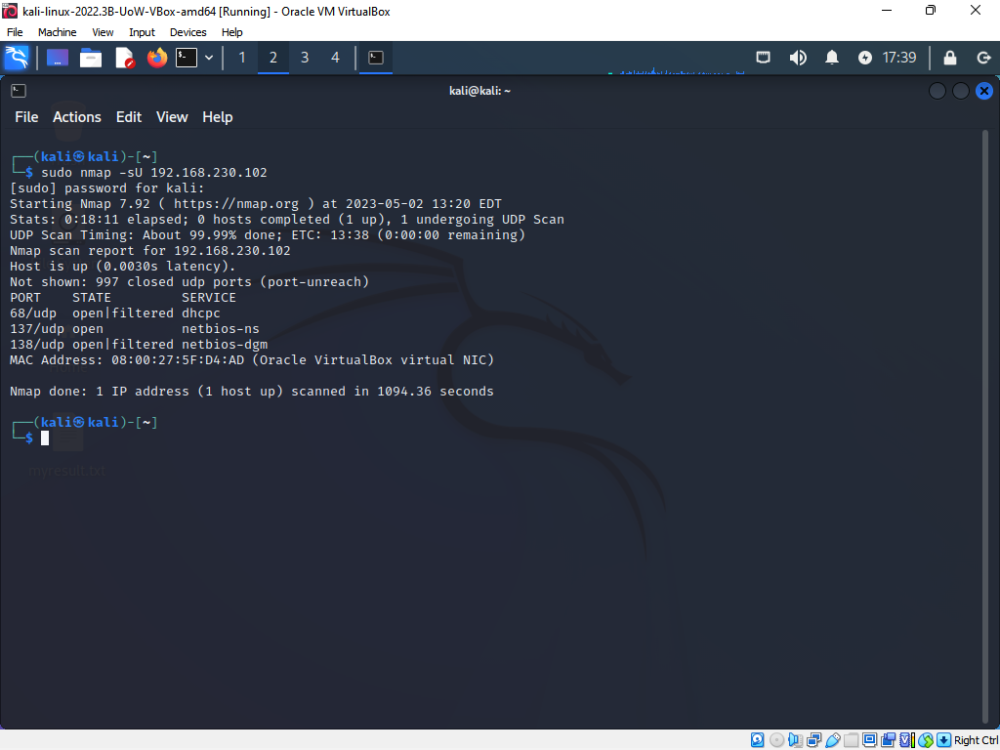 kali-linux-2022.3B-UoW-VBox-amd64 [Running] - Oracle VM VirtualBox
File Machine View Input Devices Help
1 2 3 4 17:39
kali@kali: ~
File Actions Edit View Help
┌──(kali㉿kali)-[~]
└─$ sudo nmap -sU 192.168.230.102
[sudo] password for kali:
Starting Nmap 7.92 ( https://nmap.org ) at 2023-05-02 13:20 EDT
Stats: 0:18:11 elapsed; 0 hosts completed (1 up), 1 undergoing UDP Scan
UDP Scan Timing: About 99.99% done; ETC: 13:38 (0:00:00 remaining)
Nmap scan report for 192.168.230.102
Host is up (0.0030s latency).
Not shown: 997 closed udp ports (port-unreach)
PORT    STATE         SERVICE
68/udp  open|filtered dhcpc
137/udp open          netbios-ns
138/udp open|filtered netbios-dgm
MAC Address: 08:00:27:5F:D4:AD (Oracle VirtualBox virtual NIC)
Nmap done: 1 IP address (1 host up) scanned in 1094.36 seconds
┌──(kali㉿kali)-[~]
└─$
myresult.txt
Right Ctrl